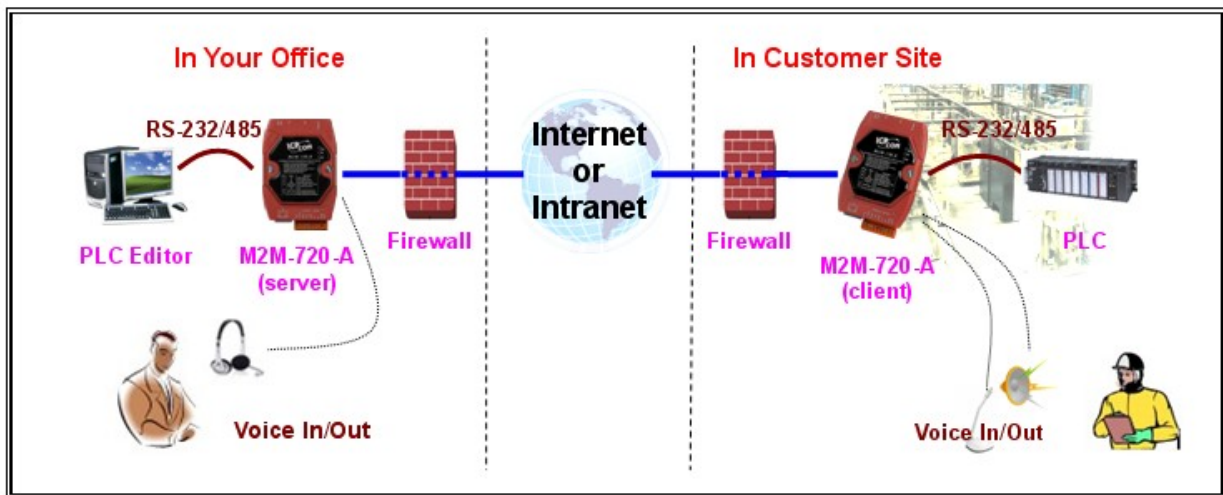 In Your Office
In Customer Site
RS-232/485
PLC Editor
M2M-720-A
(server)
Firewall
Internet
or
Intranet
Firewall
M2M-720-A
(client)
RS-232/485
PLC
Voice In/Out
Voice In/Out